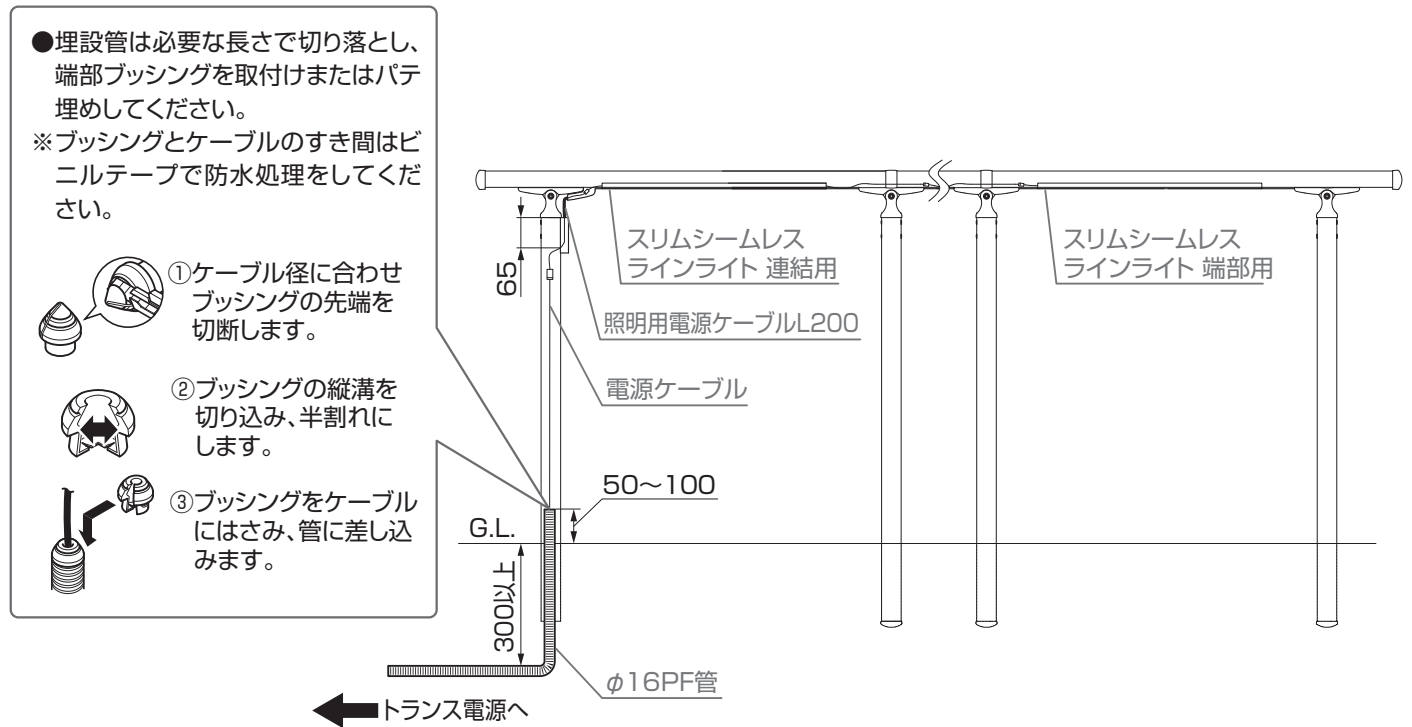 ●埋設管は必要な長さで切り落とし、
端部ブッシングを取付けまたはパテ
埋めしてください。
※ブッシングとケーブルのすき間はビ
ニルテープで防水処理をしてくだ
さい。
①ケーブル径に合わせ
ブッシングの先端を
切断します。
②ブッシングの縦溝を
切り込み、半割れに
します。
③ブッシングをケーブル
にはさみ、管に差し込
みます。
65
スリムシームレス
ラインライト 連結用
スリムシームレス
ラインライト 端部用
照明用電源ケーブルL200
電源ケーブル
50～100
G.L.
300以上
φ16PF管
トランス電源へ